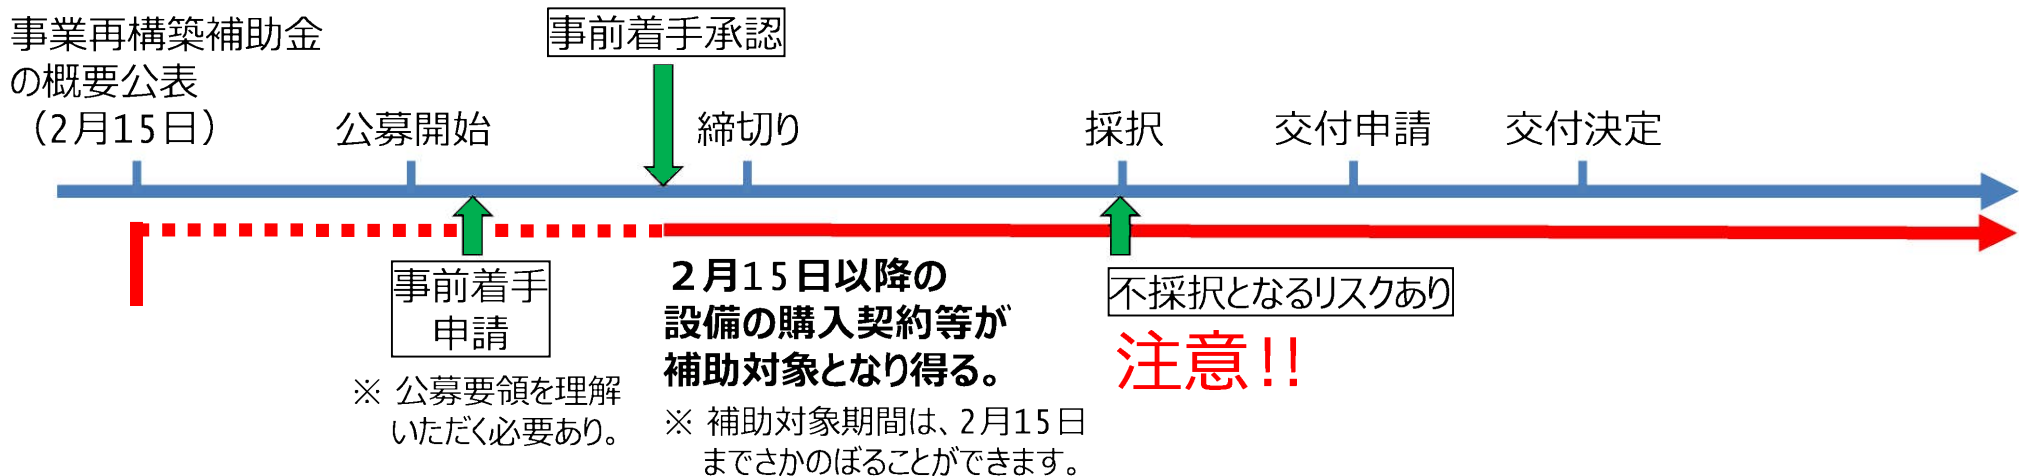 事業再構築補助金
の概要公表
（2月15日）
公募開始
事前着手承認
締切り
採択
交付申請
交付決定
事前着手
申請
※ 公募要領を理解
いただく必要あり。
２月15日以降の
設備の購入契約等が
補助対象となり得る。
※ 補助対象期間は、2月15日
までさかのぼることができます。
不採択となるリスクあり
注意!!